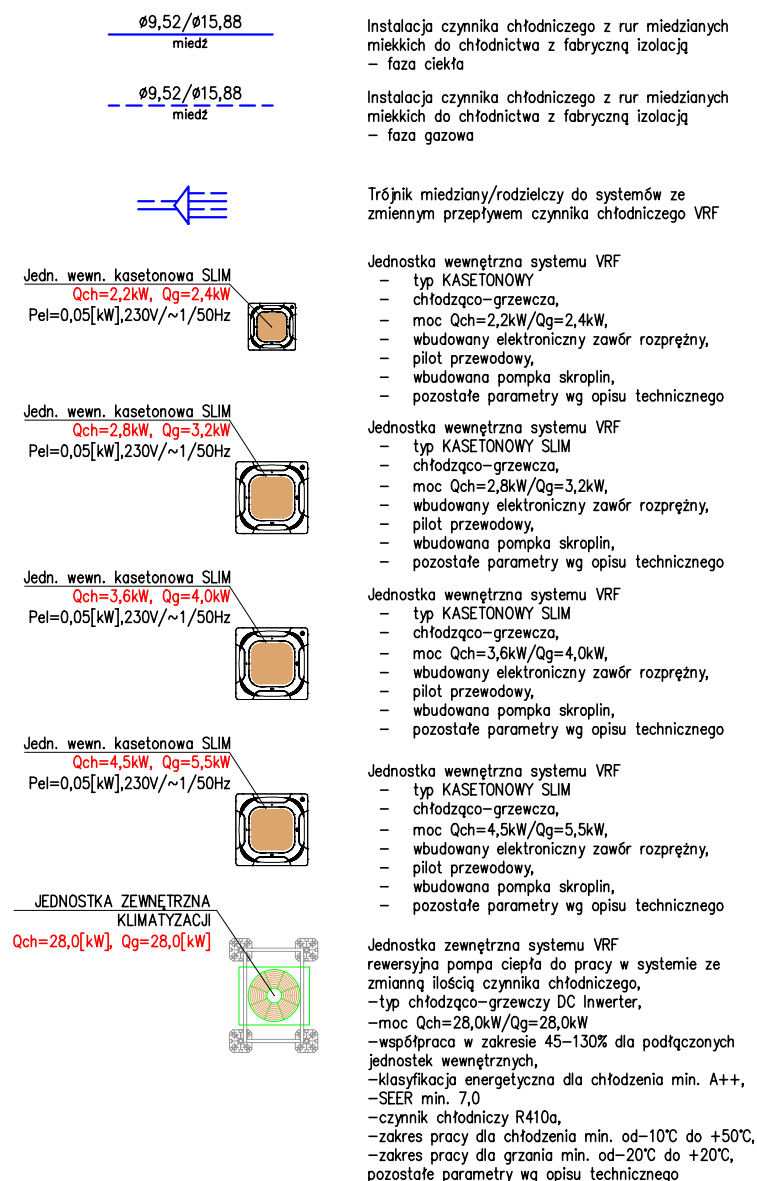 ø9,52/ø15,88
miedź
Instalacja czynnika chłodniczego z rur miedzianych
miekkich do chłodnictwa z fabryczną izolacją
– faza ciekła
ø9,52/ø15,88
miedź
Instalacja czynnika chłodniczego z rur miedzianych
miekkich do chłodnictwa z fabryczną izolacją
– faza gazowa
Trójnik miedziany/rodzielczy do systemów ze
zmiennym przepływem czynnika chłodniczego VRF
Jedn. wewn. kasetonowa SLIM
Qch=2,2kW, Qg=2,4kW
Pel=0,05[kW],230V/~1/50Hz
Jednostka wewnętrzna systemu VRF
– typ KASETONOWY
– chłodząco–grzewcza,
– moc Qch=2,2kW/Qg=2,4kW,
– wbudowany elektroniczny zawór rozprężny,
– pilot przewodowy,
– wbudowana pompka skroplin,
– pozostałe parametry wg opisu technicznego
Jedn. wewn. kasetonowa SLIM
Qch=2,8kW, Qg=3,2kW
Pel=0,05[kW],230V/~1/50Hz
Jednostka wewnętrzna systemu VRF
– typ KASETONOWY SLIM
– chłodząco–grzewcza,
– moc Qch=2,8kW/Qg=3,2kW,
– wbudowany elektroniczny zawór rozprężny,
– pilot przewodowy,
– wbudowana pompka skroplin,
– pozostałe parametry wg opisu technicznego
Jedn. wewn. kasetonowa SLIM
Qch=3,6kW, Qg=4,0kW
Pel=0,05[kW],230V/~1/50Hz
Jednostka wewnętrzna systemu VRF
– typ KASETONOWY SLIM
– chłodząco–grzewcza,
– moc Qch=3,6kW/Qg=4,0kW,
– wbudowany elektroniczny zawór rozprężny,
– pilot przewodowy,
– wbudowana pompka skroplin,
– pozostałe parametry wg opisu technicznego
Jedn. wewn. kasetonowa SLIM
Qch=4,5kW, Qg=5,5kW
Pel=0,05[kW],230V/~1/50Hz
Jednostka wewnętrzna systemu VRF
– typ KASETONOWY SLIM
– chłodząco–grzewcza,
– moc Qch=4,5kW/Qg=5,5kW,
– wbudowany elektroniczny zawór rozprężny,
– pilot przewodowy,
– wbudowana pompka skroplin,
– pozostałe parametry wg opisu technicznego
JEDNOSTKA ZEWNĘTRZNA
KLIMATYZACJI
Qch=28,0[kW], Qg=28,0[kW]
Jednostka zewnętrzna systemu VRF
rewersyjna pompa ciepła do pracy w systemie ze
zmianną ilością czynnika chłodniczego,
–typ chłodząco–grzewczy DC Inwerter,
–moc Qch=28,0kW/Qg=28,0kW
–współpraca w zakresie 45–130% dla podłączonych
jednostek wewnętrznych,
–klasyfikacja energetyczna dla chłodzenia min. A++,
–SEER min. 7,0
–czynnik chłodniczy R410a,
–zakres pracy dla chłodzenia min. od–10°C do +50°C,
–zakres pracy dla grzania min. od–20°C do +20°C,
pozostałe parametry wg opisu technicznego